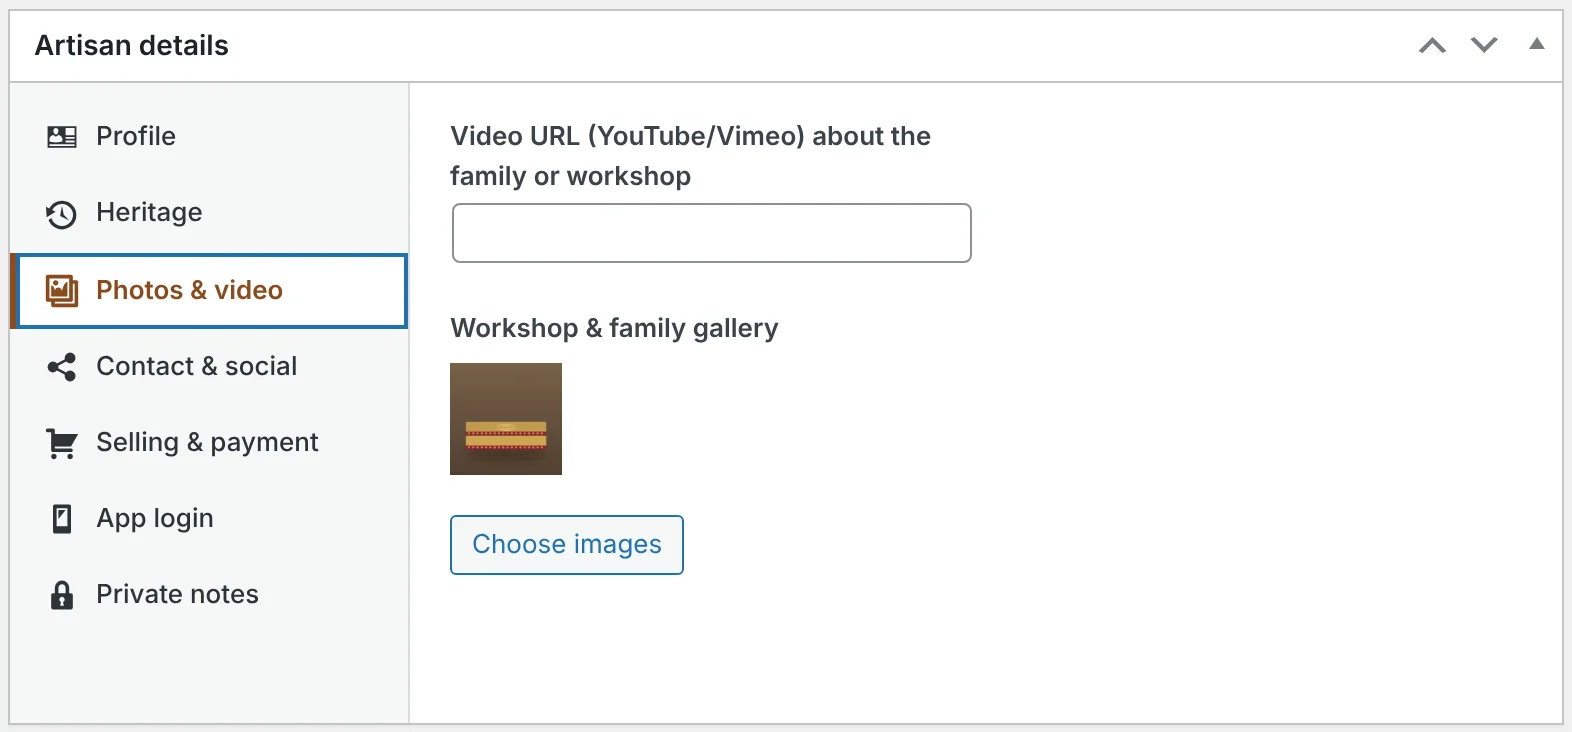 Artisan details
Profile
Heritage
Photos & video
Contact & social
Selling & payment
App login
Private notes
Video URL (YouTube/Vimeo) about the
family or workshop
Workshop & family gallery
Choose images